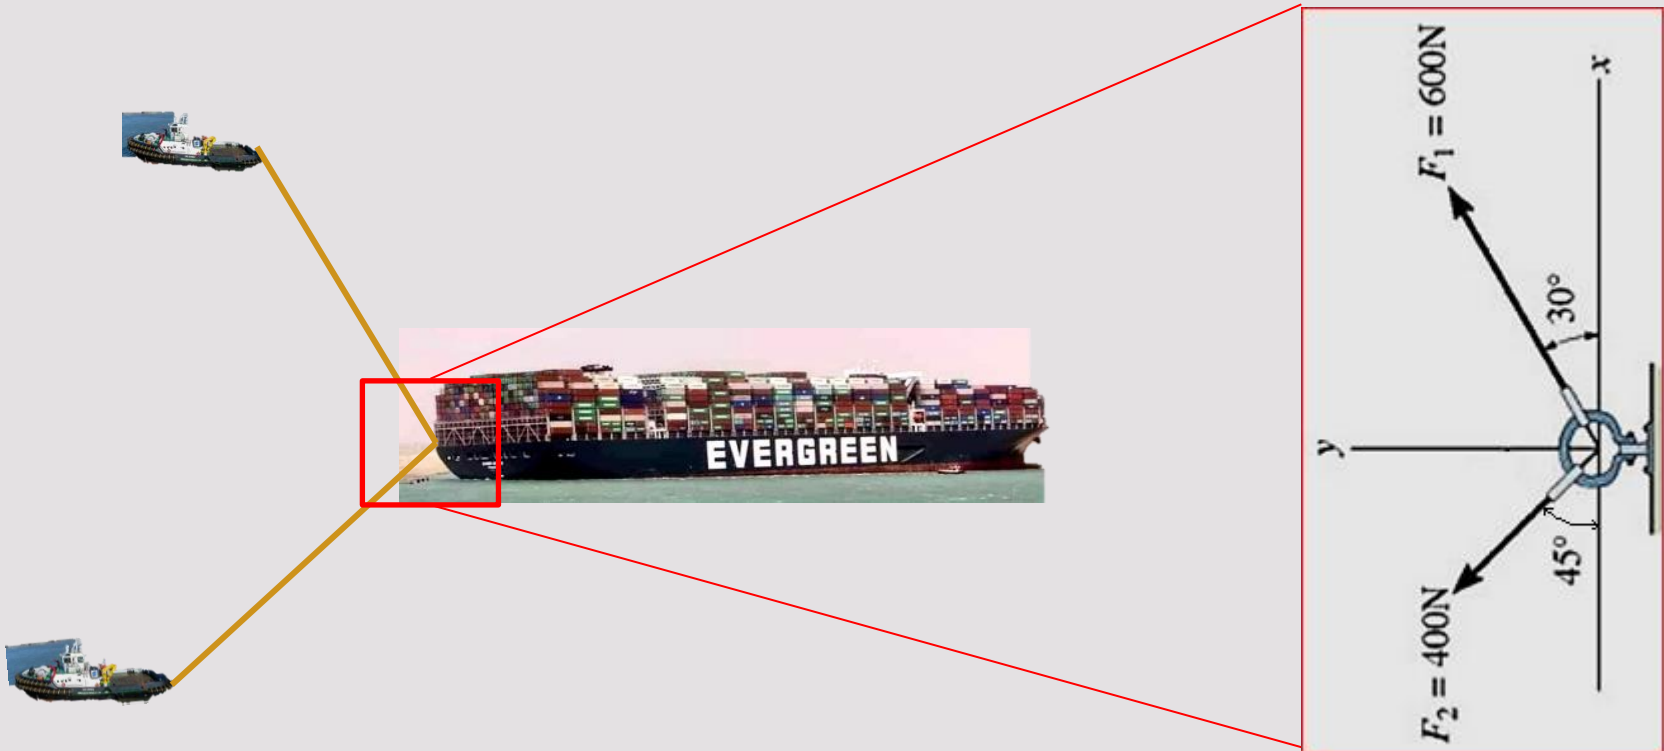 EVERGREEN
F₁ = 600N
x
30°
y
45°
F₂ = 400N